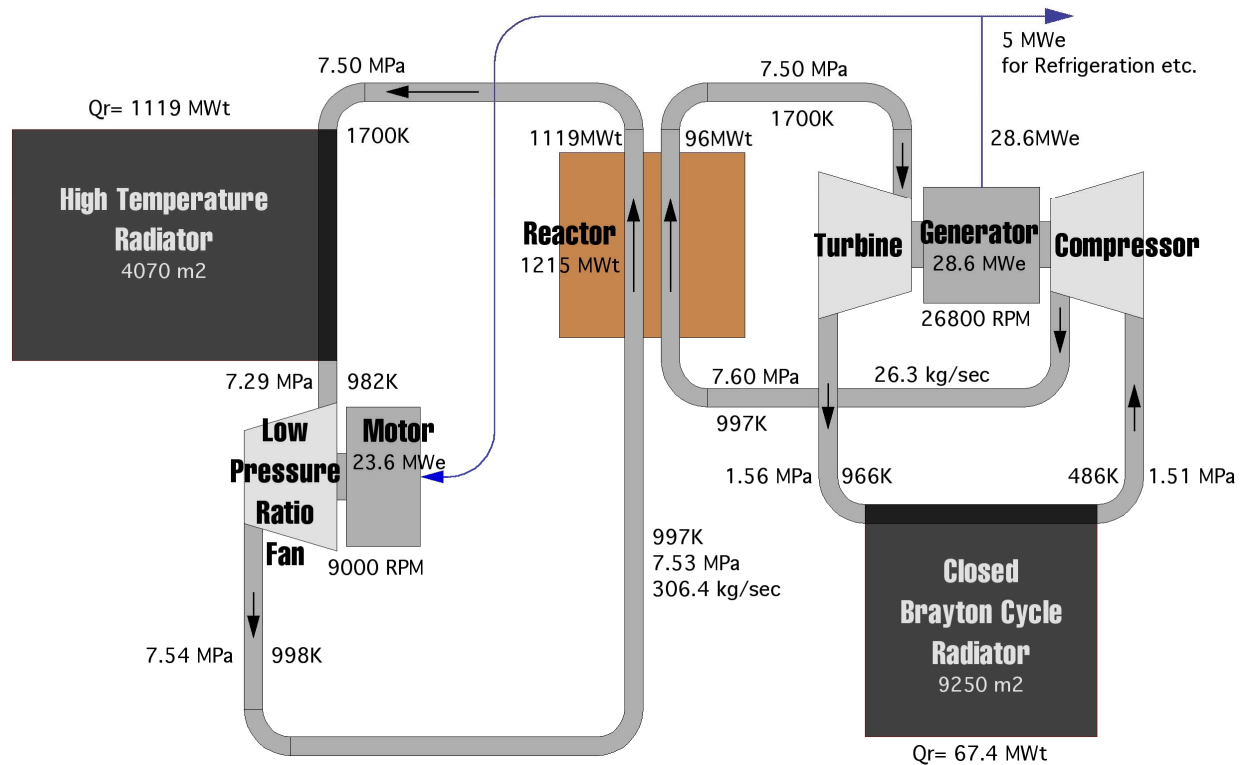 5 MWe
for Refrigeration etc.
7.50 MPa
7.50 MPa
Qr= 1119 MWt
1700K
1700K
1119MWt
96MWt
28.6MWe
High Temperature
Radiator
4070 m2
Reactor
1215 MWt
Turbine
Generator
28.6 MWe
Compressor
26800 RPM
7.29 MPa
982K
7.60 MPa
26.3 kg/sec
997K
Low
Pressure
Ratio
Fan
Motor
23.6 MWe
9000 RPM
1.56 MPa
966K
486K
1.51 MPa
997K
7.53 MPa
306.4 kg/sec
Closed
Brayton Cycle
Radiator
9250 m2
7.54 MPa
998K
Qr= 67.4 MWt